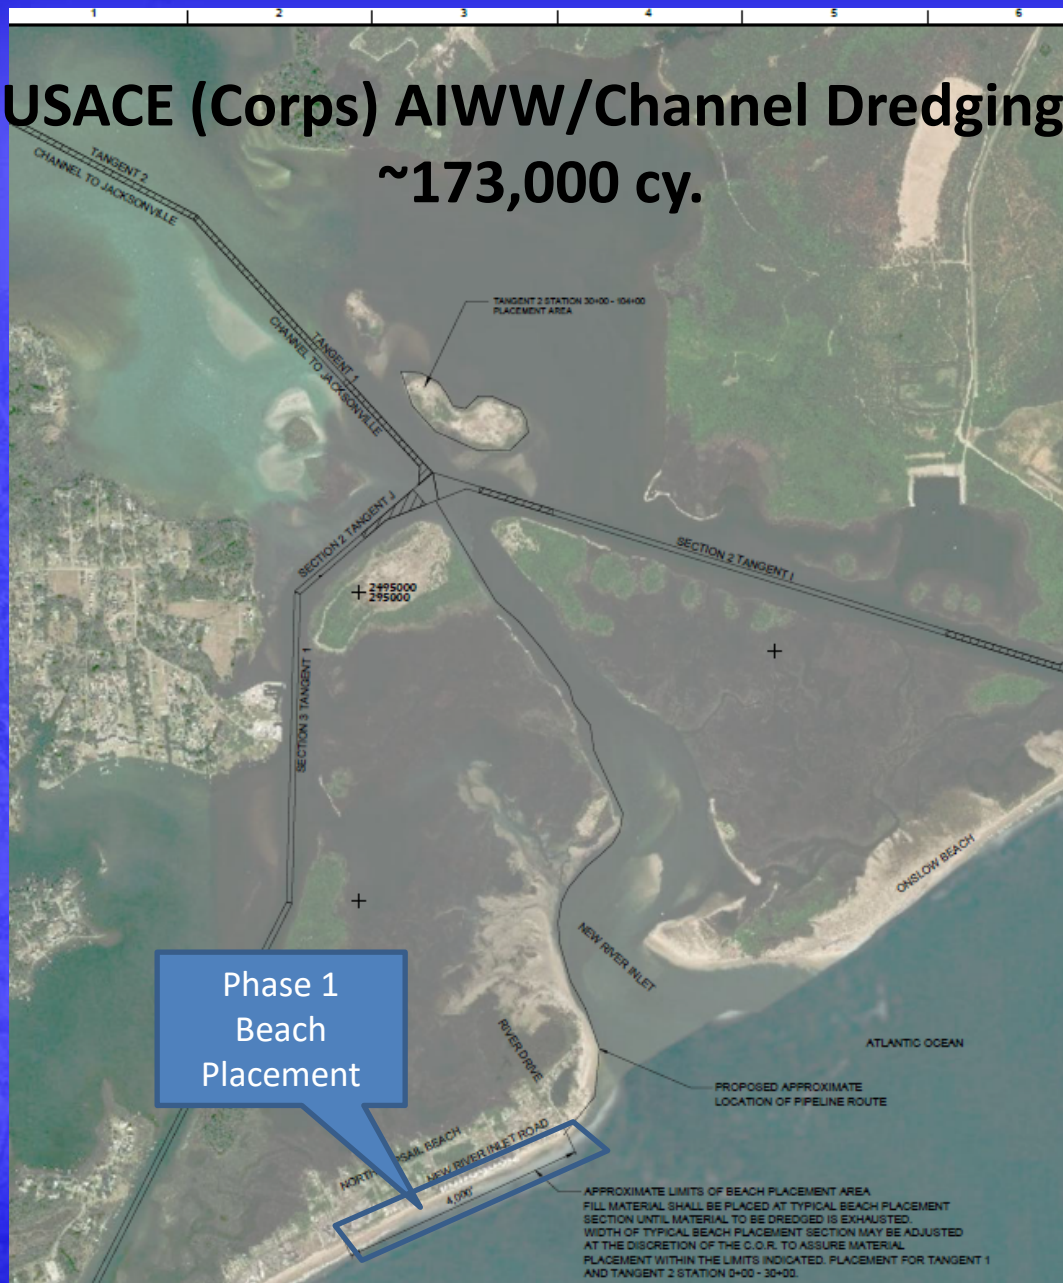 1 2 3 4 5 6
USACE (Corps) AIWW/Channel Dredging
~173,000 cy.
TANGENT 2
CHANNEL TO JACKSONVILLE
TANGENT 2 STATION 30+00 - 104+00
PLACEMENT AREA
TANGENT 1
CHANNEL TO JACKSONVILLE
SECTION 2 TANGENT J
SECTION 2 TANGENT I
2495000
295000
SECTION 3 TANGENT 1
ONSLOW BEACH
NEW RIVER INLET
Phase 1
Beach
Placement
RIVER DRIVE
ATLANTIC OCEAN
PROPOSED APPROXIMATE
LOCATION OF PIPELINE ROUTE
NEW RIVER INLET ROAD
4,000'
APPROXIMATE LIMITS OF BEACH PLACEMENT AREA
FILL MATERIAL SHALL BE PLACED AT TYPICAL BEACH PLACEMENT
SECTION UNTIL MATERIAL TO BE DREDGED IS EXHAUSTED.
WIDTH OF TYPICAL BEACH PLACEMENT SECTION MAY BE ADJUSTED
AT THE DISCRETION OF THE C.O.R. TO ASSURE MATERIAL
PLACEMENT WITHIN THE LIMITS INDICATED. PLACEMENT FOR TANGENT 1
AND TANGENT 2 STATION 0+00 - 30+00.